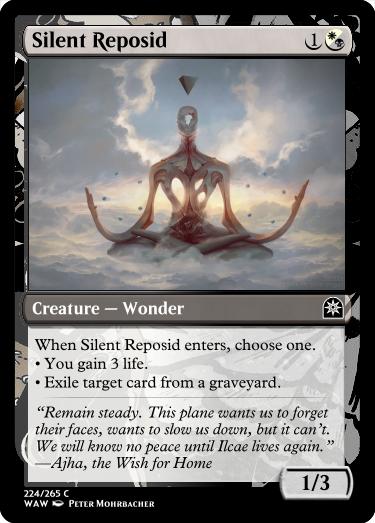 Silent Reposid 1
Creature — Wonder
When Silent Reposid enters, choose one.
• You gain 3 life.
• Exile target card from a graveyard.
“Remain steady. This plane wants us to forget
their faces, wants to slow us down, but it can't.
We will know no peace until Ilcae lives again.”
—Ajha, the Wish for Home
1/3
224/265 C
WAW Peter Mohrbacher